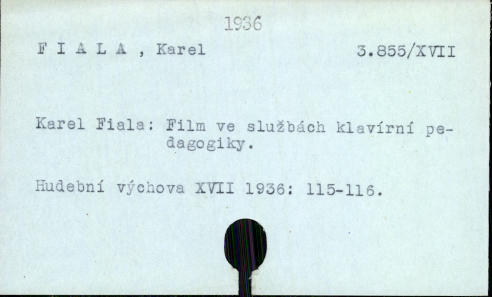 1936
F I A L A , Karel 3.855/XVII
Karel Fiala: Film ve službách klavírní pe-
dagogiky.
Hudební výchova XVII 1936: 115-116.